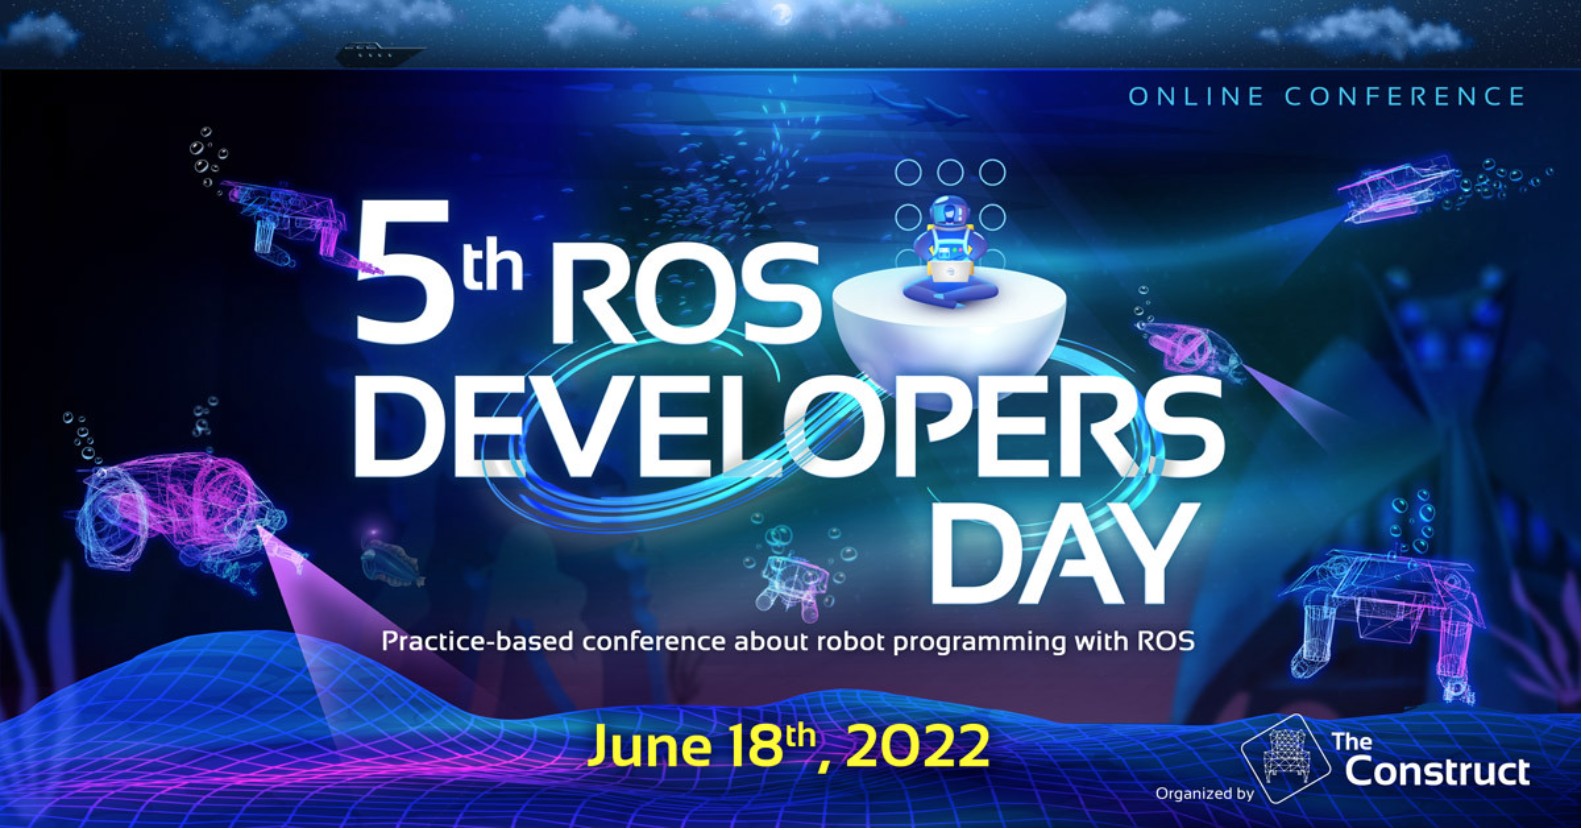 ONLINE CONFERENCE
5th ROS
DEVELOPERS
DAY
Practice-based conference about robot programming with ROS
June 18th, 2022
Organized by
The
Construct